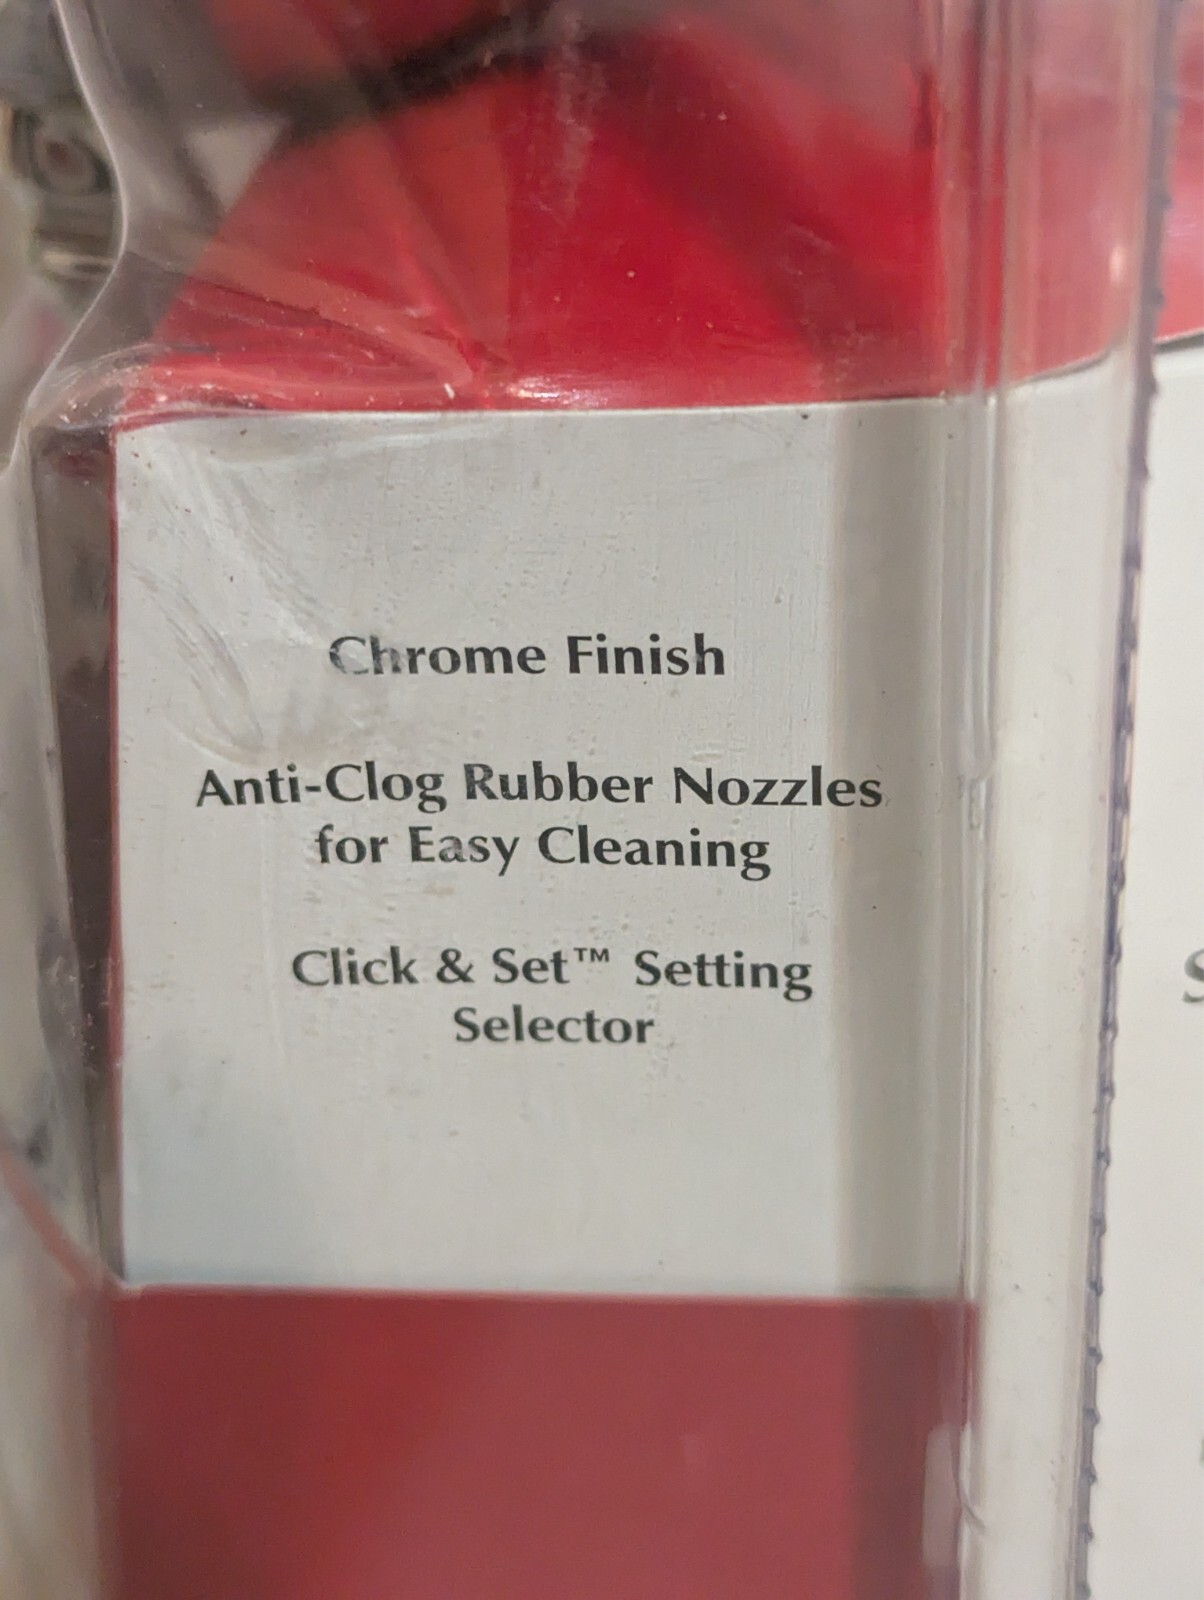 Chrome Finish
Anti-Clog Rubber Nozzles
for Easy Cleaning
Click & Set™ Setting
Selector